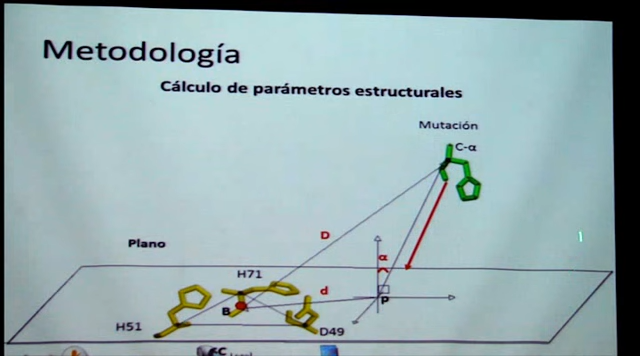 Metodología
Cálculo de parámetros estructurales
Mutación
C-α
D
Plano
α
H71
d
B
P
H51
D49